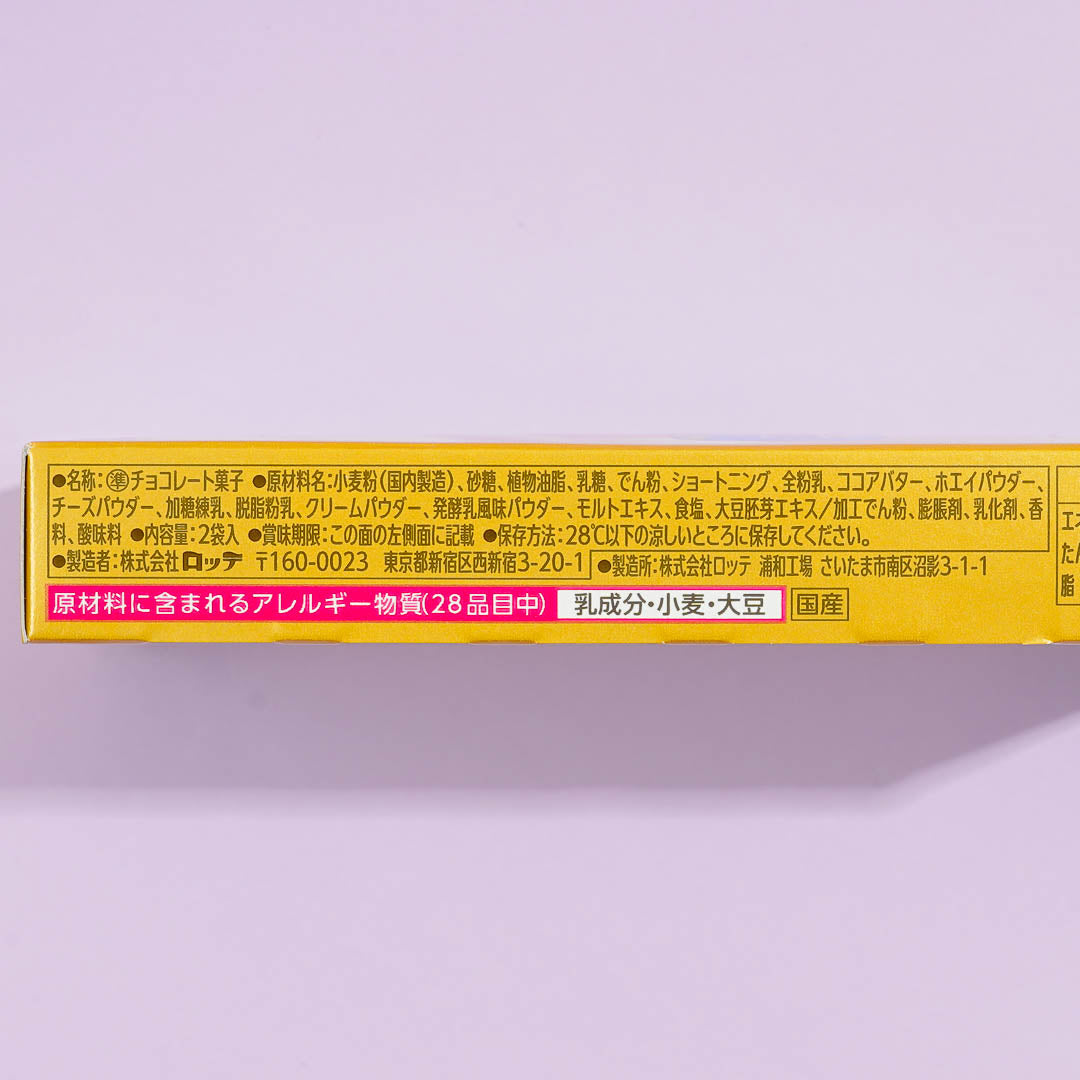 ●名称:㊜チョコレート菓子 ●原材料名:小麦粉(国内製造)、砂糖、植物油脂、乳糖、でん粉、ショートニング、全粉乳、ココアバター、ホエイパウダー、
チーズパウダー、加糖練乳、脱脂粉乳、クリームパウダー、発酵乳風味パウダー、モルトエキス、食塩、大豆胚芽エキス/加工でん粉、膨脹剤、乳化剤、香
料、酸味料 ●内容量:2袋入 ●賞味期限:この面の左側面に記載 ●保存方法:28℃以下の涼しいところに保存してください。
●製造者:株式会社ロッテ 〒160-0023 東京都新宿区西新宿3-20-1
●製造所:株式会社ロッテ 浦和工場 さいたま市南区沼影3-1-1
原材料に含まれるアレルギー物質(28品目中) 乳成分・小麦・大豆 国産
エネ
たん
脂